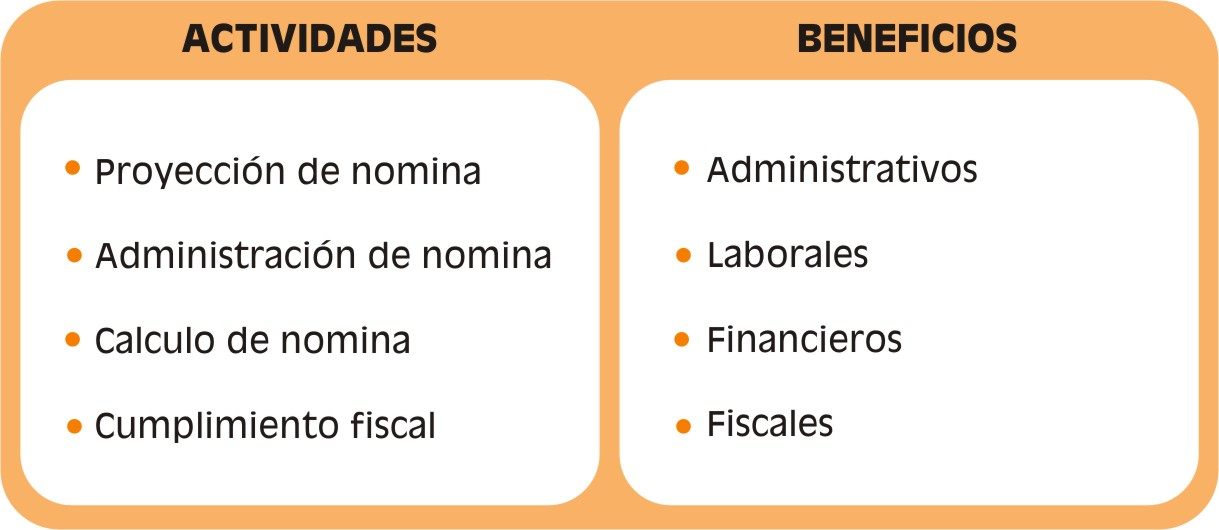 ACTIVIDADES
• Proyección de nomina
• Administración de nomina
• Calculo de nomina
• Cumplimiento fiscal
BENEFICIOS
• Administrativos
• Laborales
• Financieros
• Fiscales